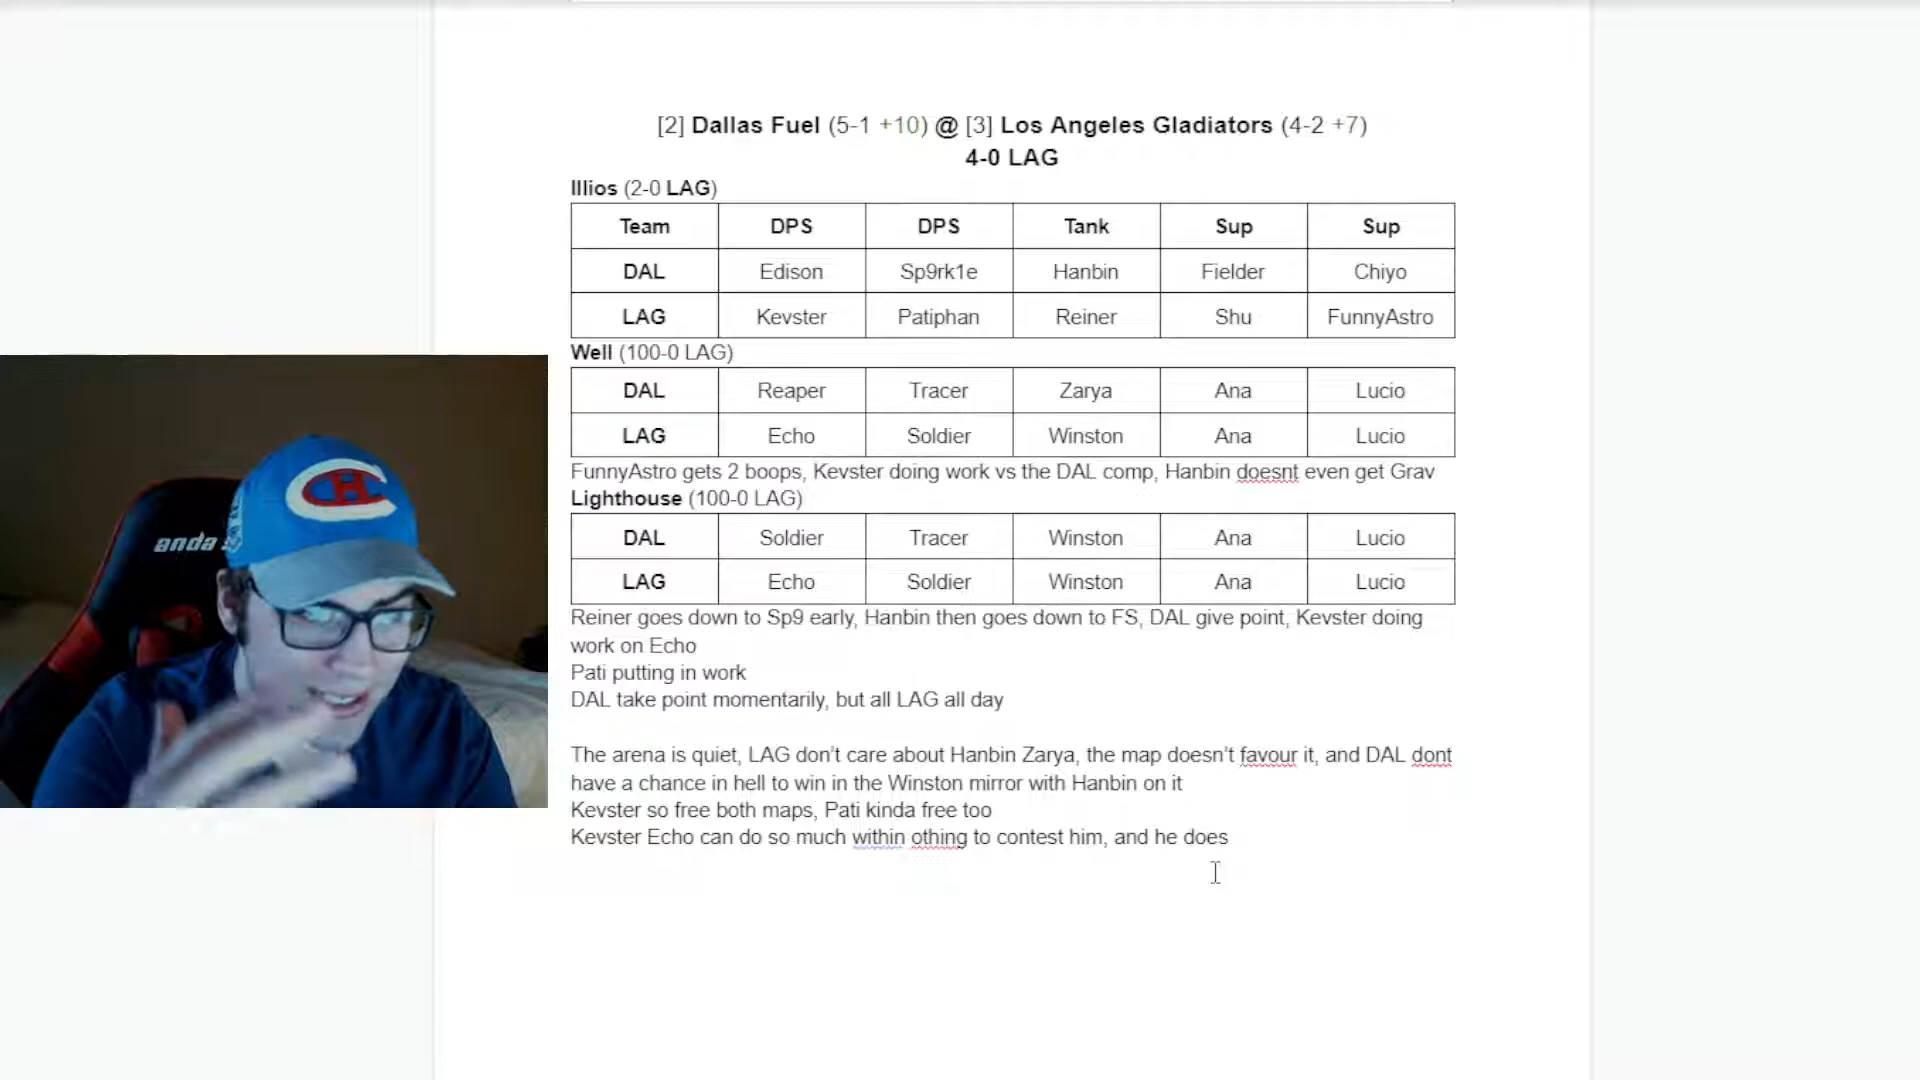 [2] Dallas Fuel (5-1 +10) @ [3] Los Angeles Gladiators (4-2 +7)
4-0 LAG
Illios (2-0 LAG)
Team DPS DPS Tank Sup Sup
DAL Edison Sp9rk1e Hanbin Fielder Chiyo
LAG Kevster Patiphan Reiner Shu FunnyAstro
Well (100-0 LAG)
DAL Reaper Tracer Zarya Ana Lucio
LAG Echo Soldier Winston Ana Lucio
FunnyAstro gets 2 boops, Kevster doing work vs the DAL comp, Hanbin doesnt even get Grav
Lighthouse (100-0 LAG)
DAL Soldier Tracer Winston Ana Lucio
LAG Echo Soldier Winston Ana Lucio
Reiner goes down to Sp9 early, Hanbin then goes down to FS, DAL give point, Kevster doing
work on Echo
Pati putting in work
DAL take point momentarily, but all LAG all day
The arena is quiet, LAG don't care about Hanbin Zarya, the map doesn't favour it, and DAL dont
have a chance in hell to win in the Winston mirror with Hanbin on it
Kevster so free both maps, Pati kinda free too
Kevster Echo can do so much within othing to contest him, and he does
anda
CH